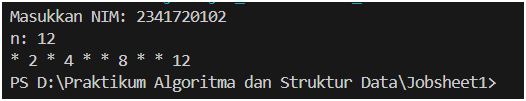 Masukkan NIM: 2341720102
n: 12
* 2 * 4 * * 8 * * 12
PS D:\Praktikum Algoritma dan Struktur Data\Jobsheet1>